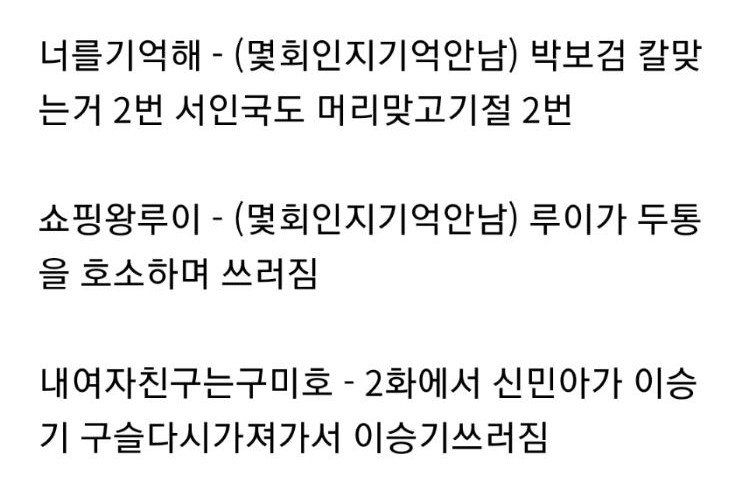 너를기억해 - (몇회인지기억안남) 박보검 칼맞
는거 2번 서인국도 머리맞고기절 2번
쇼핑왕루이 - (몇회인지기억안남) 루이가 두통
을 호소하며 쓰러짐
내여자친구는구미호 - 2화에서 신민아가 이승
기 구슬다시가져가서 이승기쓰러짐